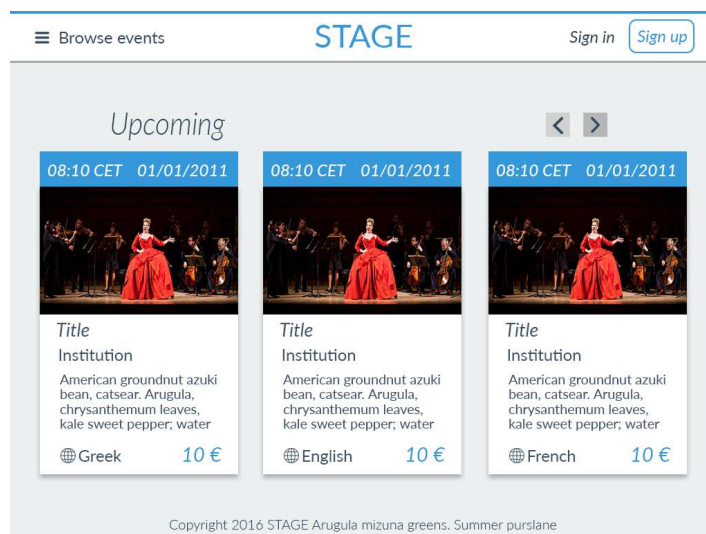 Browse events
STAGE
Sign in
Sign up
Upcoming
08:10 CET 01/01/2011
Title
Institution
American groundnut azuki
bean, catsear. Arugula,
chrysanthemum leaves,
kale sweet pepper; water
Greek
10 €
08:10 CET 01/01/2011
Title
Institution
American groundnut azuki
bean, catsear. Arugula,
chrysanthemum leaves,
kale sweet pepper; water
English
10 €
08:10 CET 01/01/2011
Title
Institution
American groundnut azuki
bean, catsear. Arugula,
chrysanthemum leaves,
kale sweet pepper; water
French
10 €
Copyright 2016 STAGE Arugula mizuna greens. Summer purslane